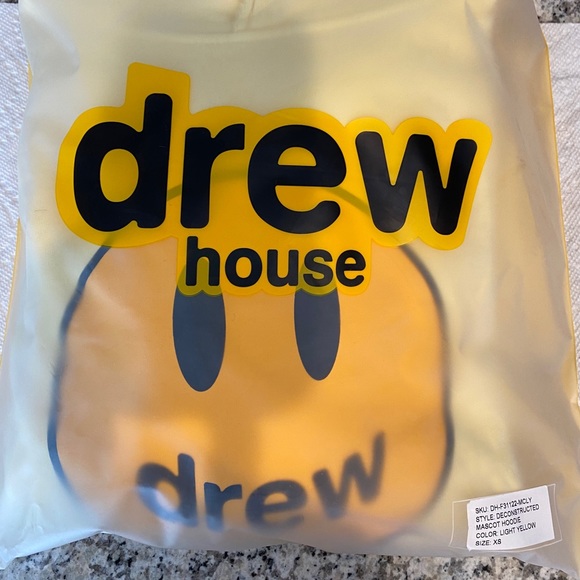 drew
house
drew
SKU: DH-F31122-MCLY
STYLE: DECONSTRUCTED
MASCOT HOODIE
COLOR: LIGHT YELLOW
SIZE: XS